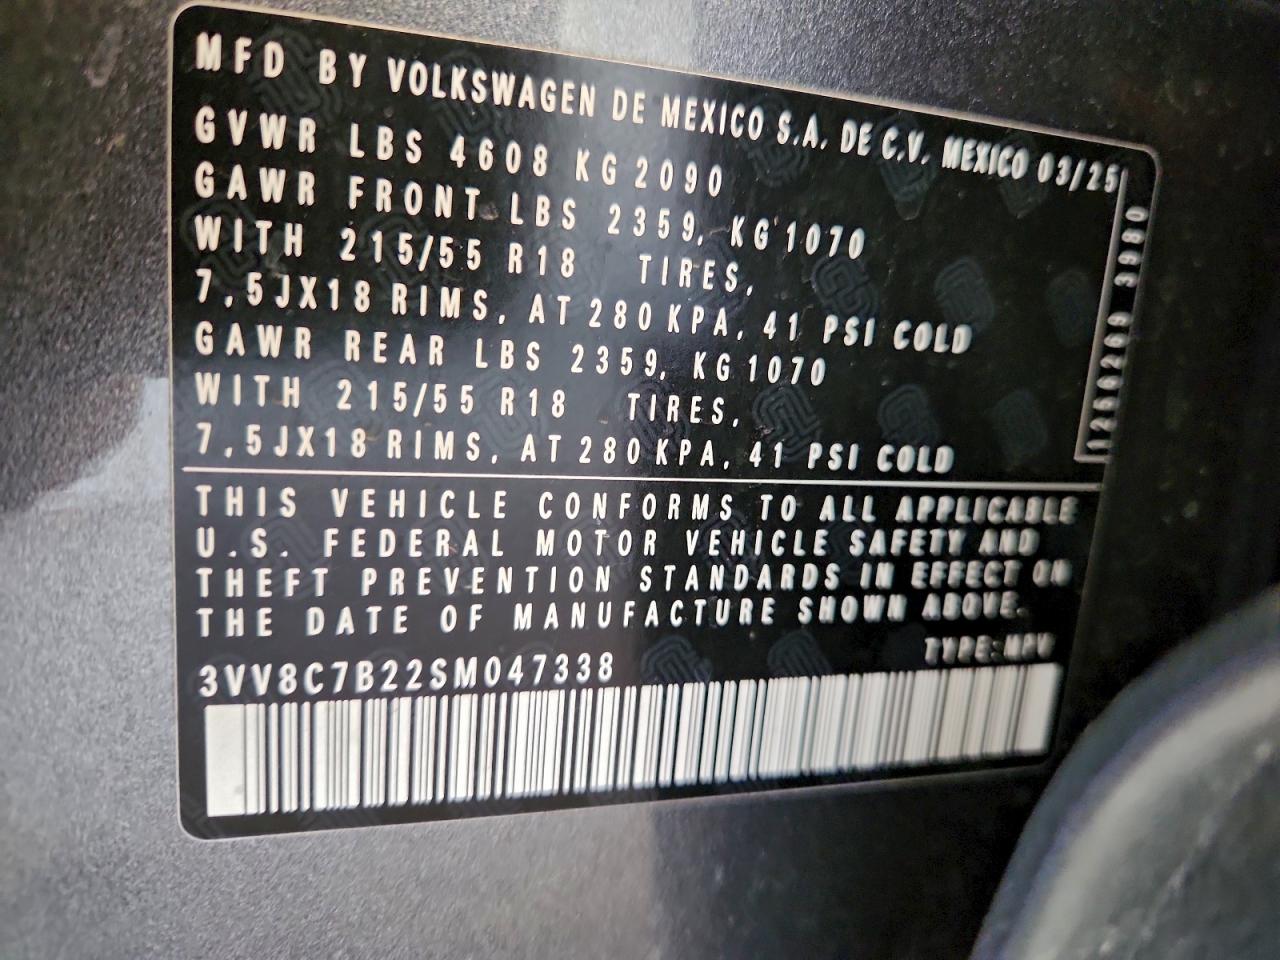 MFD BY VOLKSWAGEN DE MEXICO S.A. DE C.V. MEXICO 03/25
GVWR LBS 4608 KG 2090
GAWR FRONT LBS 2359, KG 1070
WITH 215/55 R18 TIRES,
7,5JX18 RIMS, AT 280 KPA, 41 PSI COLD
GAWR REAR LBS 2359, KG 1070
WITH 215/55 R18 TIRES,
7,5JX18 RIMS, AT 280 KPA, 41 PSI COLD
THIS VEHICLE CONFORMS TO ALL APPLICABLE
U.S. FEDERAL MOTOR VEHICLE SAFETY AND
THEFT PREVENTION STANDARDS IN EFFECT ON
THE DATE OF MANUFACTURE SHOWN ABOVE.
TYPE: MPV
3VV8C7B22SM047338